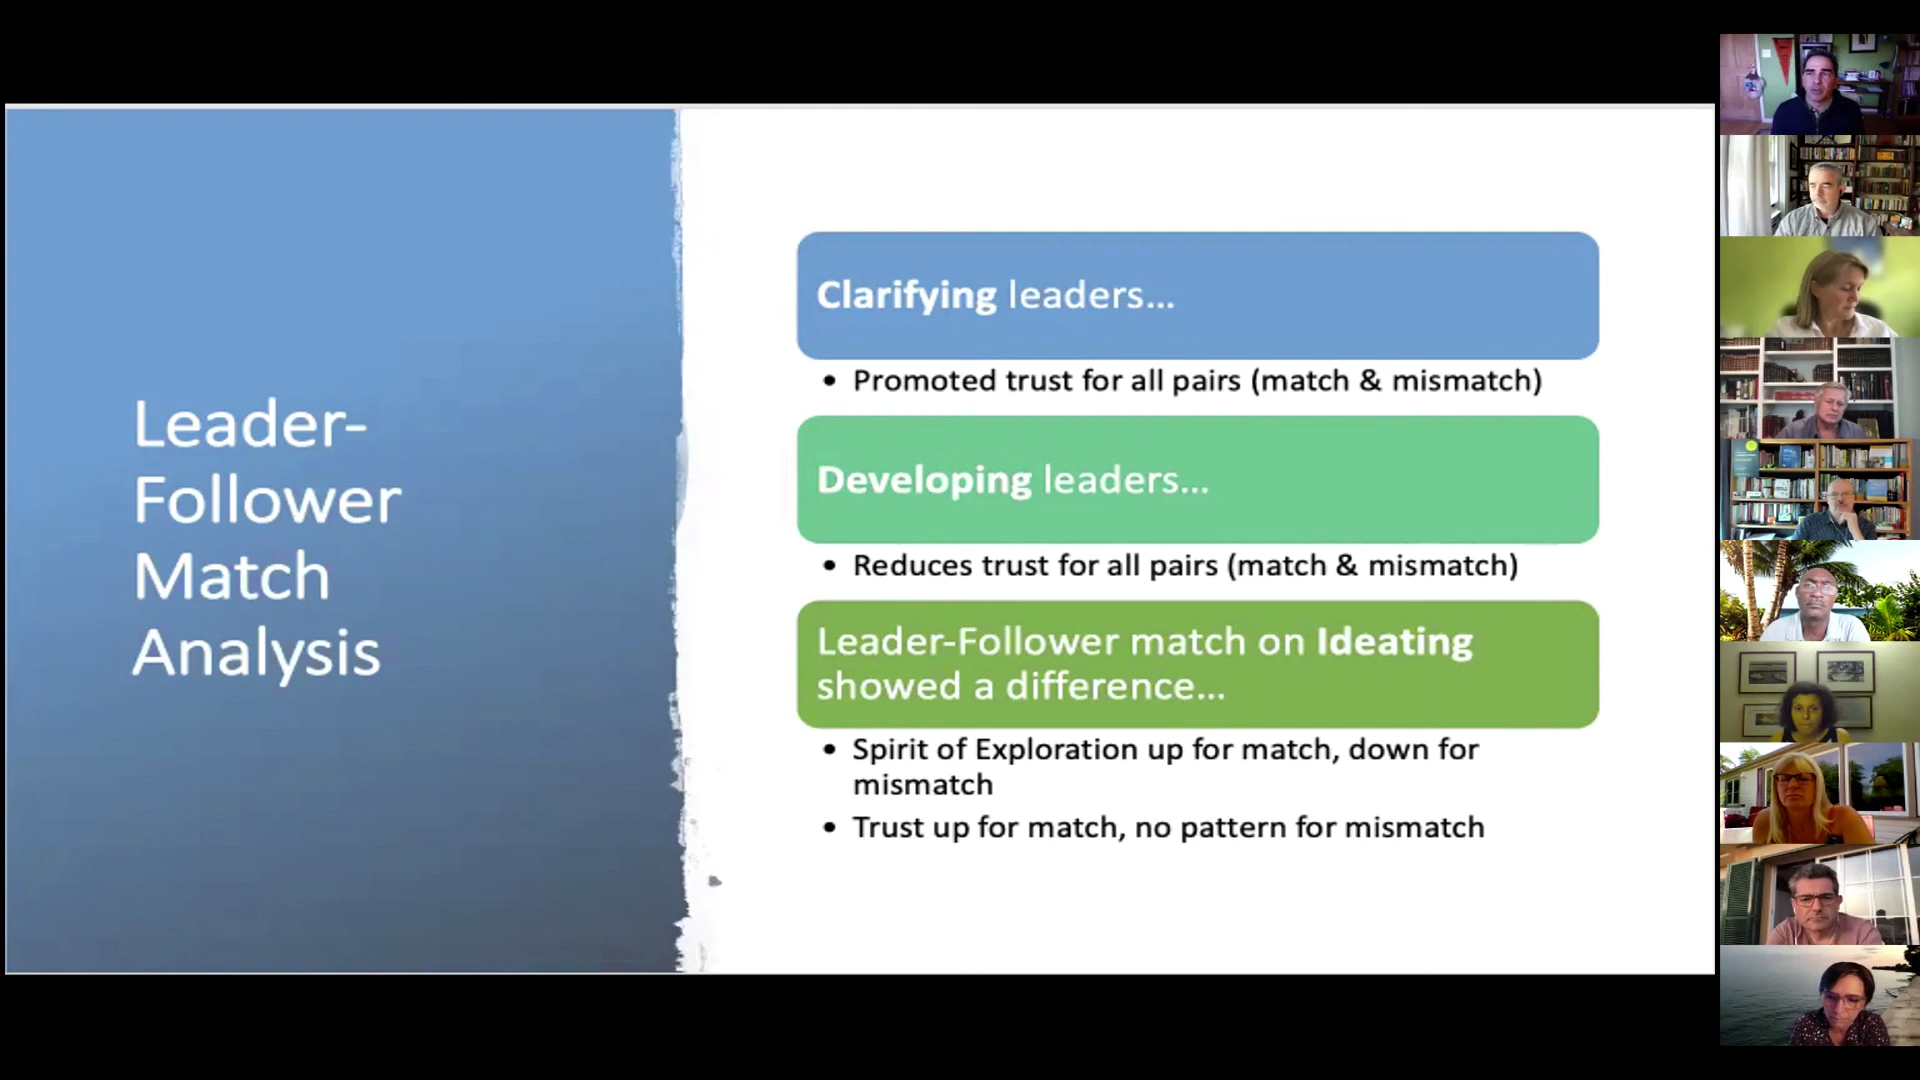 Leader-
Follower
Match
Analysis
Clarifying leaders...
• Promoted trust for all pairs (match & mismatch)
Developing leaders...
• Reduces trust for all pairs (match & mismatch)
Leader-Follower match on Ideating
showed a difference...
• Spirit of Exploration up for match, down for
mismatch
• Trust up for match, no pattern for mismatch